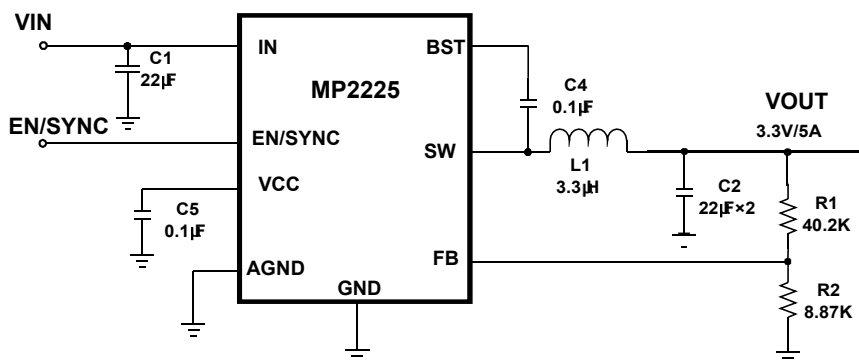 VIN
C1
22µF
IN
BST
MP2225
C4
0.1µF
VOUT
3.3V/5A
EN/SYNC
EN/SYNC
SW
L1
3.3µH
VCC
C5
0.1µF
C2
22µF×2
R1
40.2K
AGND
FB
GND
R2
8.87K